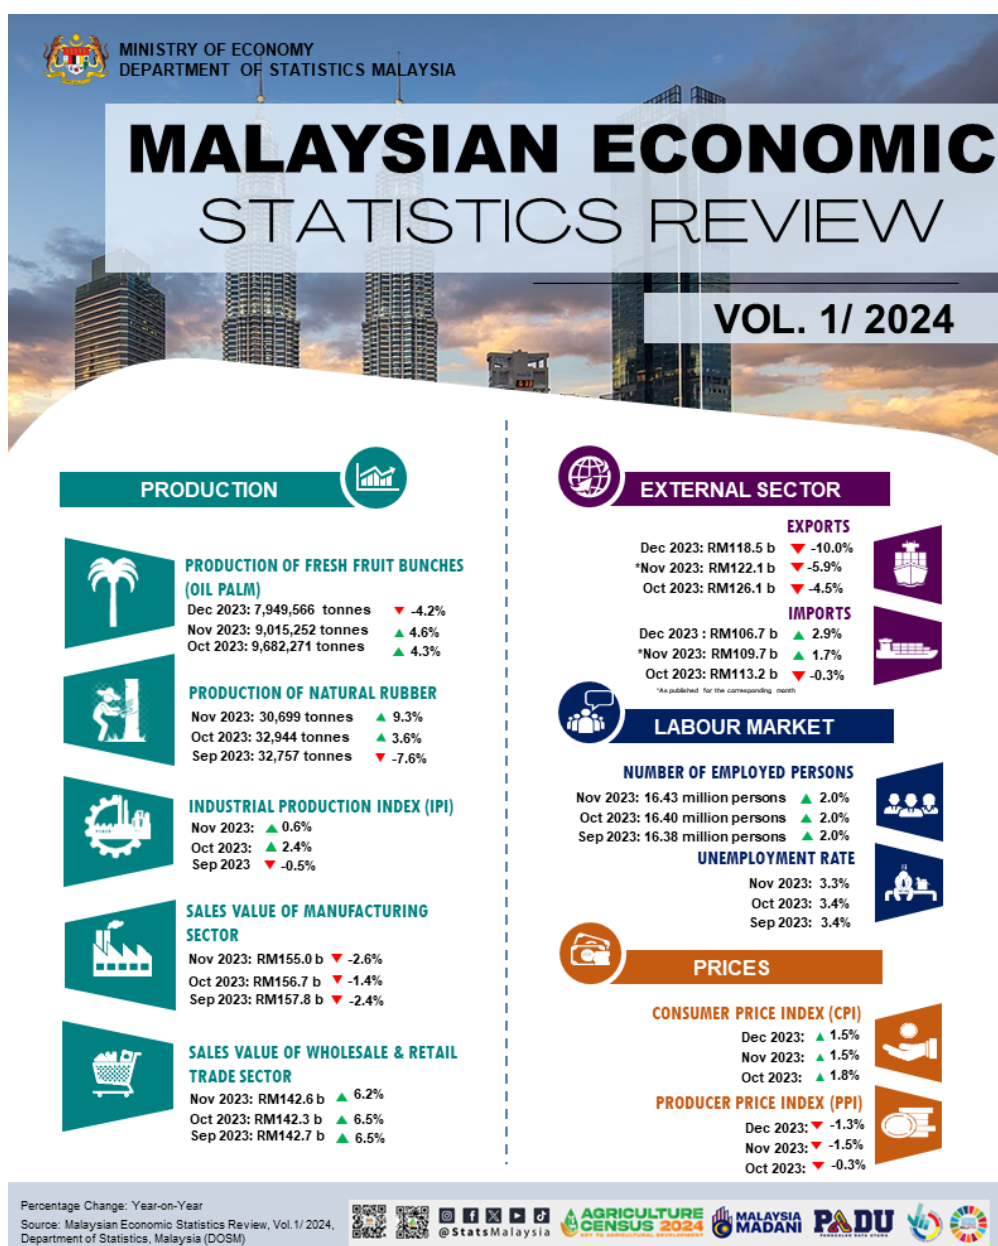 MINISTRY OF ECONOMY
DEPARTMENT OF STATISTICS MALAYSIA
MALAYSIAN ECONOMIC
STATISTICS REVIEW
VOL. 1/ 2024
PRODUCTION
PRODUCTION OF FRESH FRUIT BUNCHES
(OIL PALM)
Dec 2023: 7,949,566 tonnes ▼ -4.2%
Nov 2023: 9,015,252 tonnes ▲ 4.6%
Oct 2023: 9,682,271 tonnes ▲ 4.3%
PRODUCTION OF NATURAL RUBBER
Nov 2023: 30,699 tonnes ▲ 9.3%
Oct 2023: 32,944 tonnes ▲ 3.6%
Sep 2023: 32,757 tonnes ▼ -7.6%
INDUSTRIAL PRODUCTION INDEX (IPI)
Nov 2023: ▲ 0.6%
Oct 2023: ▲ 2.4%
Sep 2023 ▼ -0.5%
SALES VALUE OF MANUFACTURING
SECTOR
Nov 2023: RM155.0 b ▼ -2.6%
Oct 2023: RM156.7 b ▼ -1.4%
Sep 2023: RM157.8 b ▼ -2.4%
SALES VALUE OF WHOLESALE & RETAIL
TRADE SECTOR
Nov 2023: RM142.6 b ▲ 6.2%
Oct 2023: RM142.3 b ▲ 6.5%
Sep 2023: RM142.7 b ▲ 6.5%
EXTERNAL SECTOR
EXPORTS
Dec 2023: RM118.5 b ▼ -10.0%
*Nov 2023: RM122.1 b ▼ -5.9%
Oct 2023: RM126.1 b ▼ -4.5%
IMPORTS
Dec 2023 : RM106.7 b ▲ 2.9%
*Nov 2023: RM109.7 b ▲ 1.7%
Oct 2023: RM113.2 b ▼ -0.3%
*As published for the corresponding month
LABOUR MARKET
NUMBER OF EMPLOYED PERSONS
Nov 2023: 16.43 million persons ▲ 2.0%
Oct 2023: 16.40 million persons ▲ 2.0%
Sep 2023: 16.38 million persons ▲ 2.0%
UNEMPLOYMENT RATE
Nov 2023: 3.3%
Oct 2023: 3.4%
Sep 2023: 3.4%
PRICES
CONSUMER PRICE INDEX (CPI)
Dec 2023: ▲ 1.5%
Nov 2023: ▲ 1.5%
Oct 2023: ▲ 1.8%
PRODUCER PRICE INDEX (PPI)
Dec 2023: ▼ -1.3%
Nov 2023: ▼ -1.5%
Oct 2023: ▼ -0.3%
Percentage Change: Year-on-Year
Source: Malaysian Economic Statistics Review, Vol.1/ 2024,
Department of Statistics, Malaysia (DOSM)
@StatsMalaysia
AGRICULTURE
CENSUS 2024
KEY TO AGRICULTURAL DEVELOPMENT
MALAYSIA
MADANI
PADU
PANGKALAN DATA UTAMA